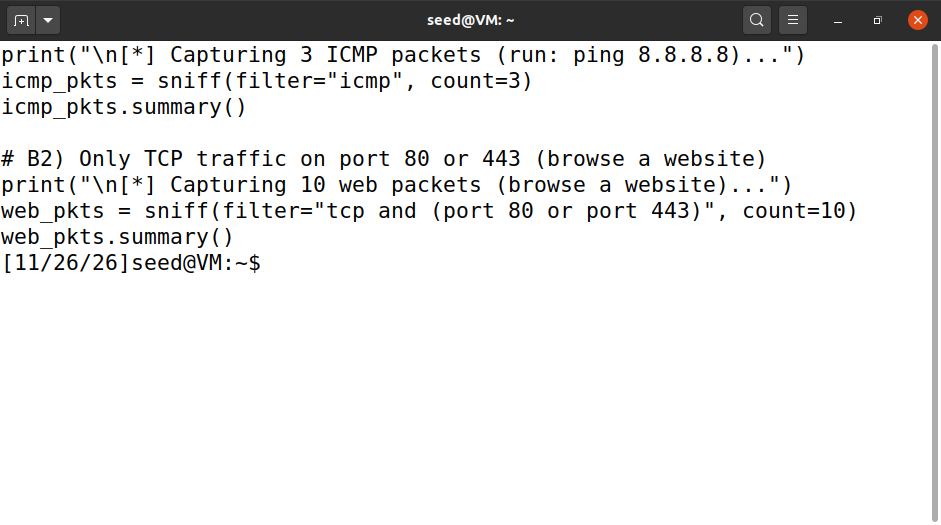 seed@VM: ~
print("\n[*] Capturing 3 ICMP packets (run: ping 8.8.8.8)...")
icmp_pkts = sniff(filter="icmp", count=3)
icmp_pkts.summary()
# B2) Only TCP traffic on port 80 or 443 (browse a website)
print("\n[*] Capturing 10 web packets (browse a website)...")
web_pkts = sniff(filter="tcp and (port 80 or port 443)", count=10)
web_pkts.summary()
[11/26/26]seed@VM:~$